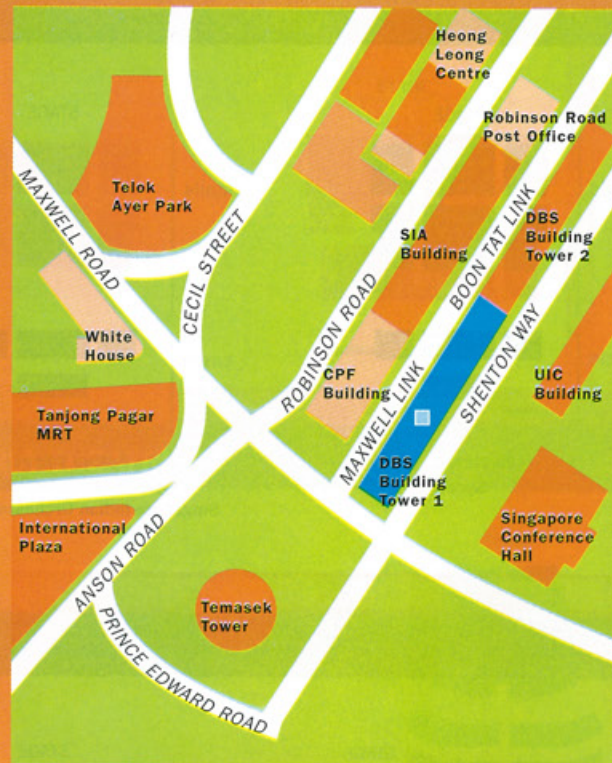 Heong
Leong
Centre
Robinson Road
Post Office
Telok
Ayer Park
MAXWELL ROAD
CECIL STREET
SIA
Building
BOON TAT LINK
DBS
Building
Tower 2
White
House
ROBINSON ROAD
CPF
Building
MAXWELL LINK
SHENTON WAY
UIC
Building
Tanjong Pagar
MRT
DBS
Building
Tower 1
International
Plaza
ANSON ROAD
Singapore
Conference
Hall
Temasek
Tower
PRINCE EDWARD ROAD